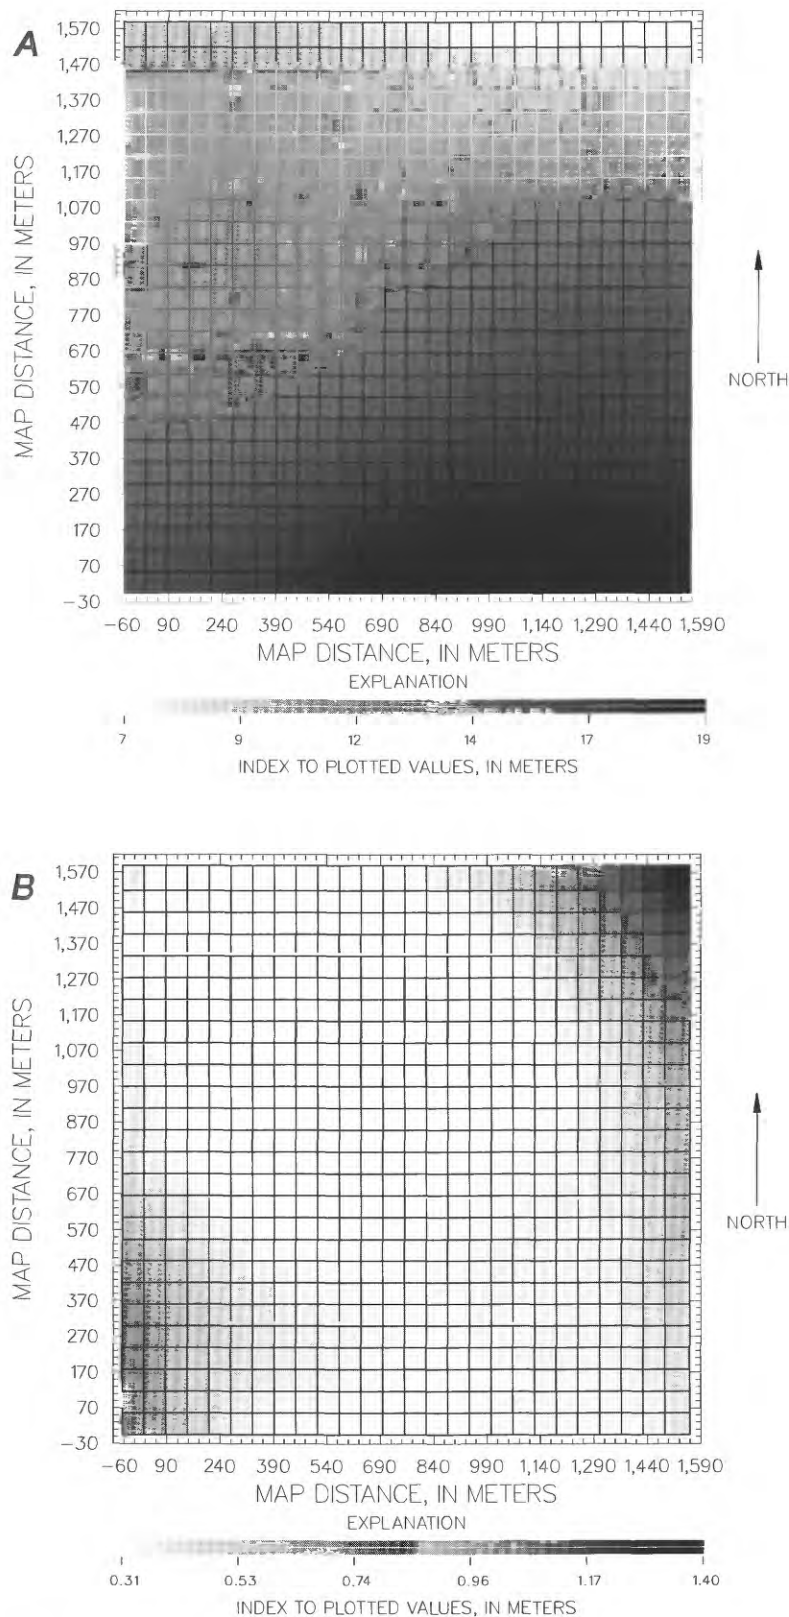 A
1,570
1,470
1,370
1,270
1,170
1,070
970
870
770
670
570
470
370
270
170
70
−30
MAP DISTANCE, IN METERS
NORTH
−60 90 240 390 540 690 840 990 1,140 1,290 1,440 1,590
MAP DISTANCE, IN METERS
EXPLANATION
7 9 12 14 17 19
INDEX TO PLOTTED VALUES, IN METERS
B
1,570
1,470
1,370
1,270
1,170
1,070
970
870
770
670
570
470
370
270
170
70
−30
MAP DISTANCE, IN METERS
NORTH
−60 90 240 390 540 690 840 990 1,140 1,290 1,440 1,590
MAP DISTANCE, IN METERS
EXPLANATION
0.31 0.53 0.74 0.96 1.17 1.40
INDEX TO PLOTTED VALUES, IN METERS